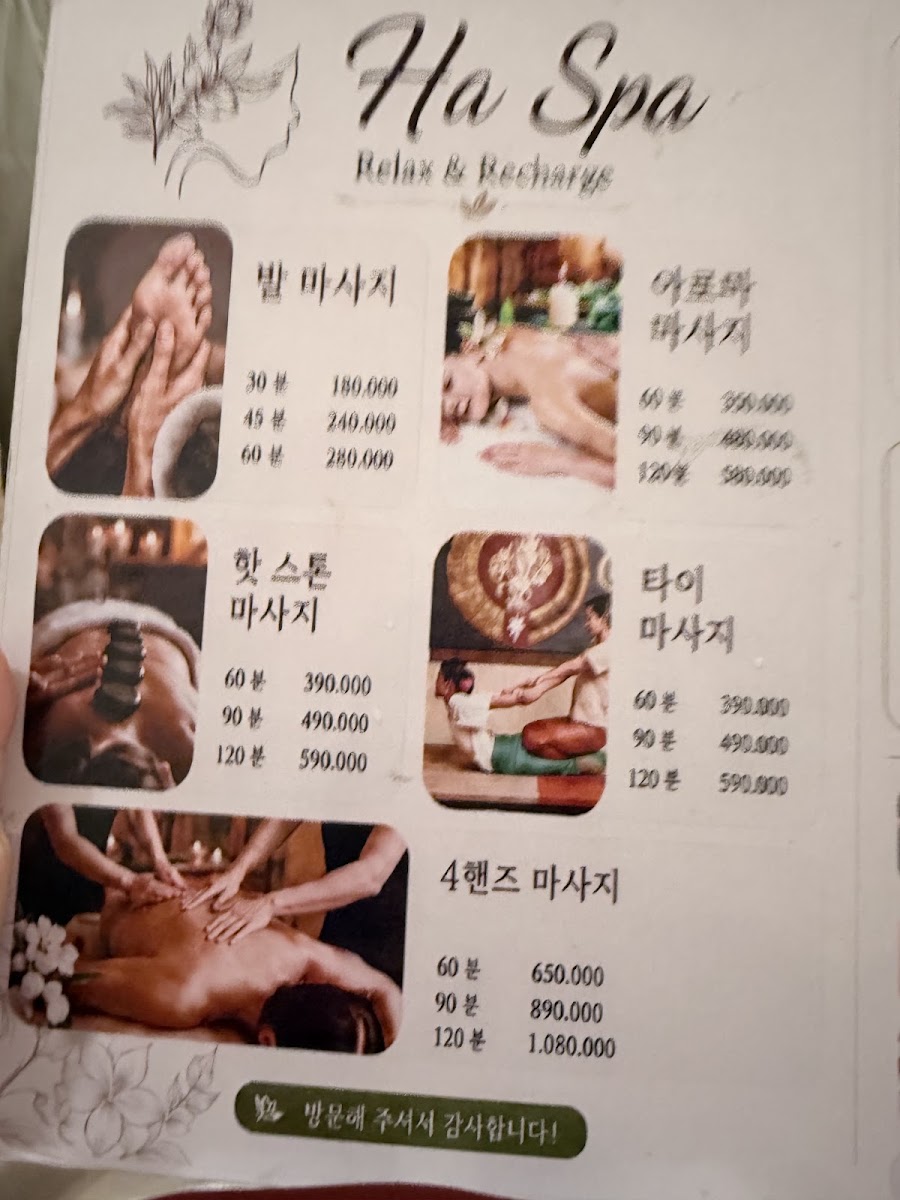 Ha Spa
Relax & Recharge
발 마사지
30 분 180.000
45 분 240.000
60 분 280.000
아로마
마사지
60 분
90 분 480.000
120 분 580.000
핫 스톤
마사지
60 분 390.000
90 분 490.000
120 분 590.000
타이
마사지
60 분 390.000
90 분 490.000
120 분 590.000
4핸즈 마사지
60 분 650.000
90 분 890.000
120 분 1.080.000
방문해 주셔서 감사합니다!